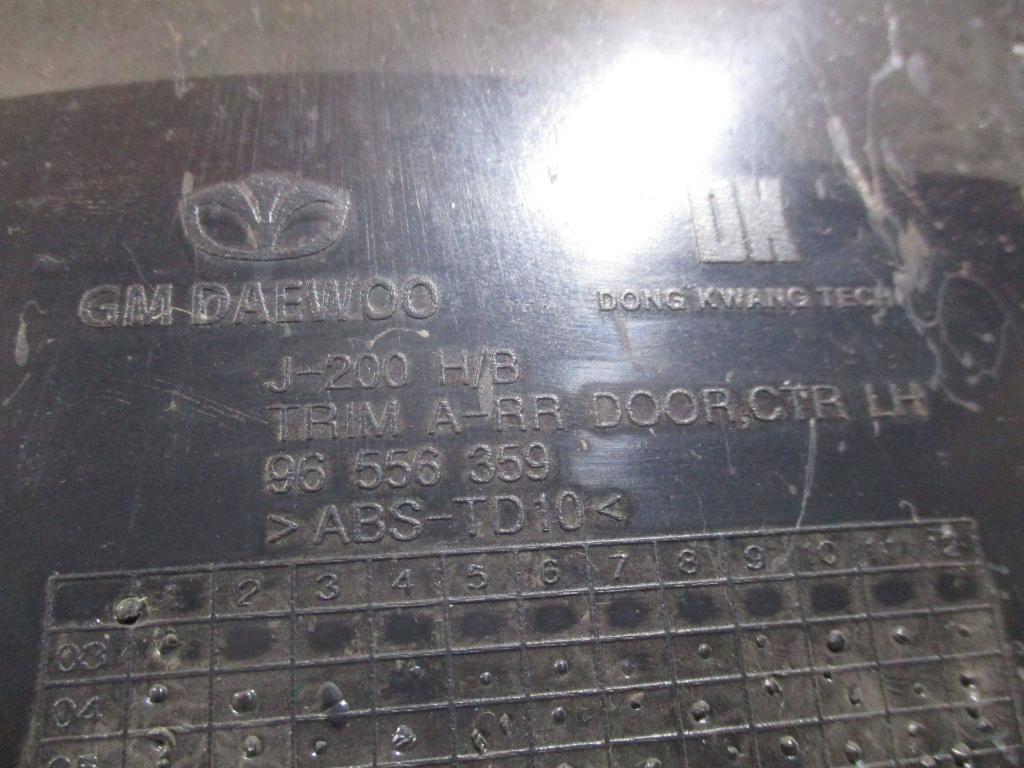 DK
GM DAEWOO
DONG KWANG TECH
J-200 H/B
TRIM A-RR DOOR,CTR LH
96 556 359
>ABS-TD10<
2 3 4 5 6 7 8 9 10 11 12
03
04
05